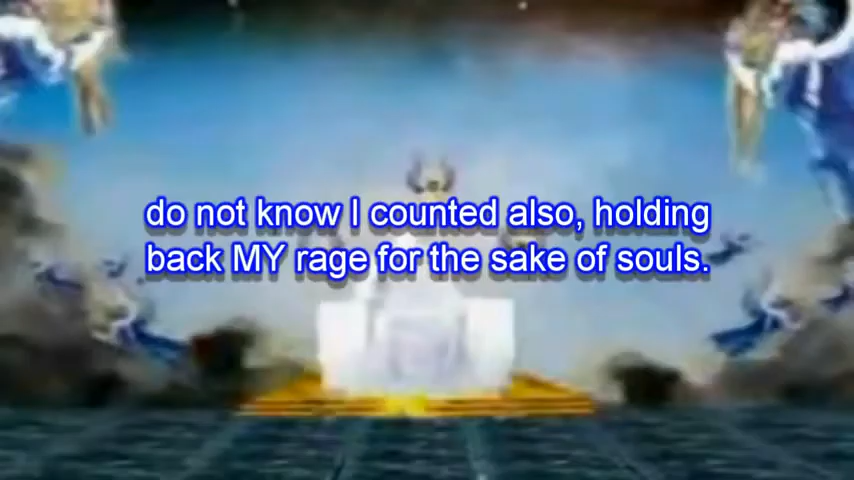 do not know I counted also, holding
back MY rage for the sake of souls.